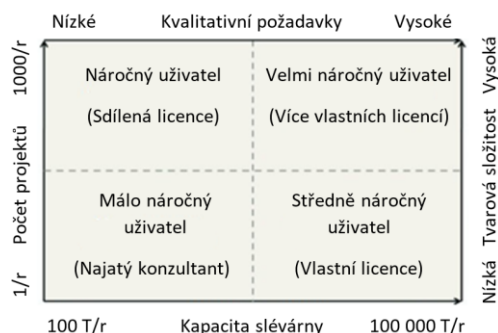 Nízké Kvalitativní požadavky Vysoké
1000/r
Počet projektů
1/r
Náročný uživatel
(Sdílená licence)
Velmi náročný uživatel
(Více vlastních licencí)
Málo náročný
uživatel
(Najatý konzultant)
Středně náročný
uživatel
(Vlastní licence)
Vysoká
Tvarová složitost
Nízká
100 T/r Kapacita slévárny 100 000 T/r